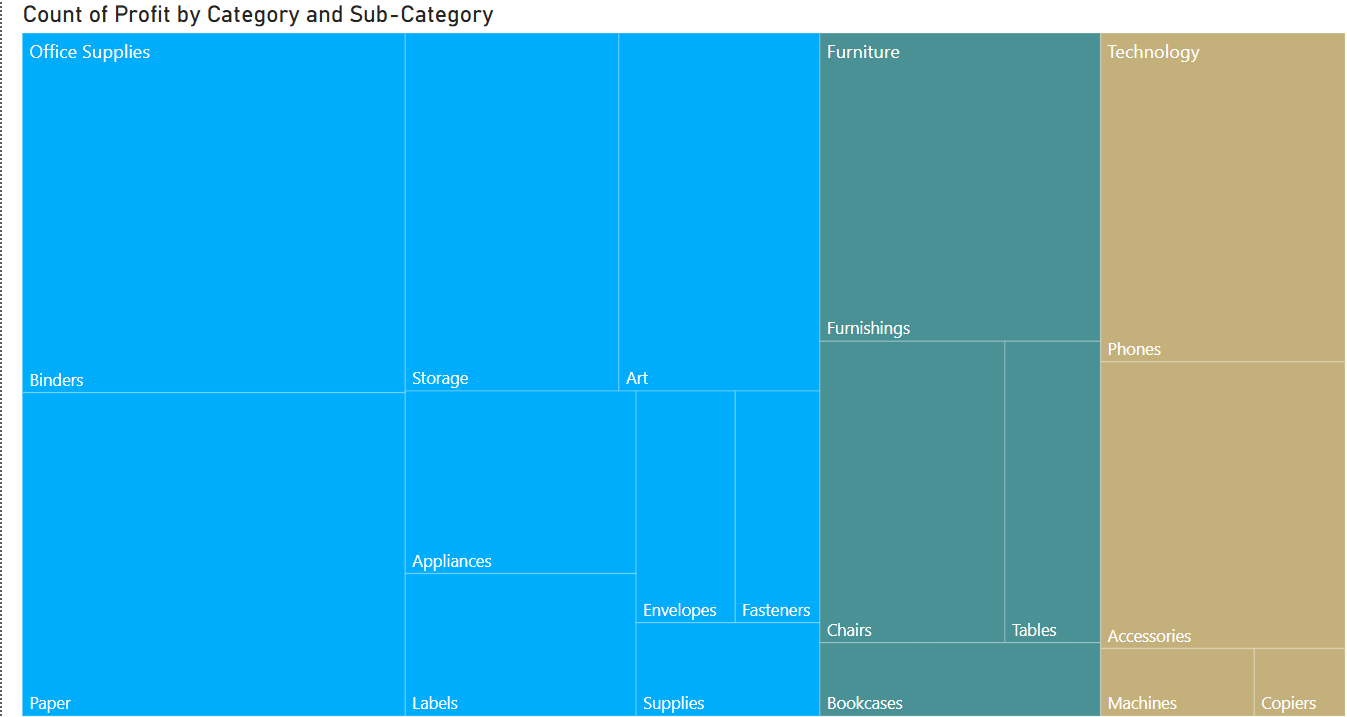 Count of Profit by Category and Sub-Category
Office Supplies
Binders
Paper
Storage
Art
Appliances
Labels
Envelopes
Fasteners
Supplies
Furniture
Furnishings
Chairs
Tables
Bookcases
Technology
Phones
Accessories
Machines
Copiers